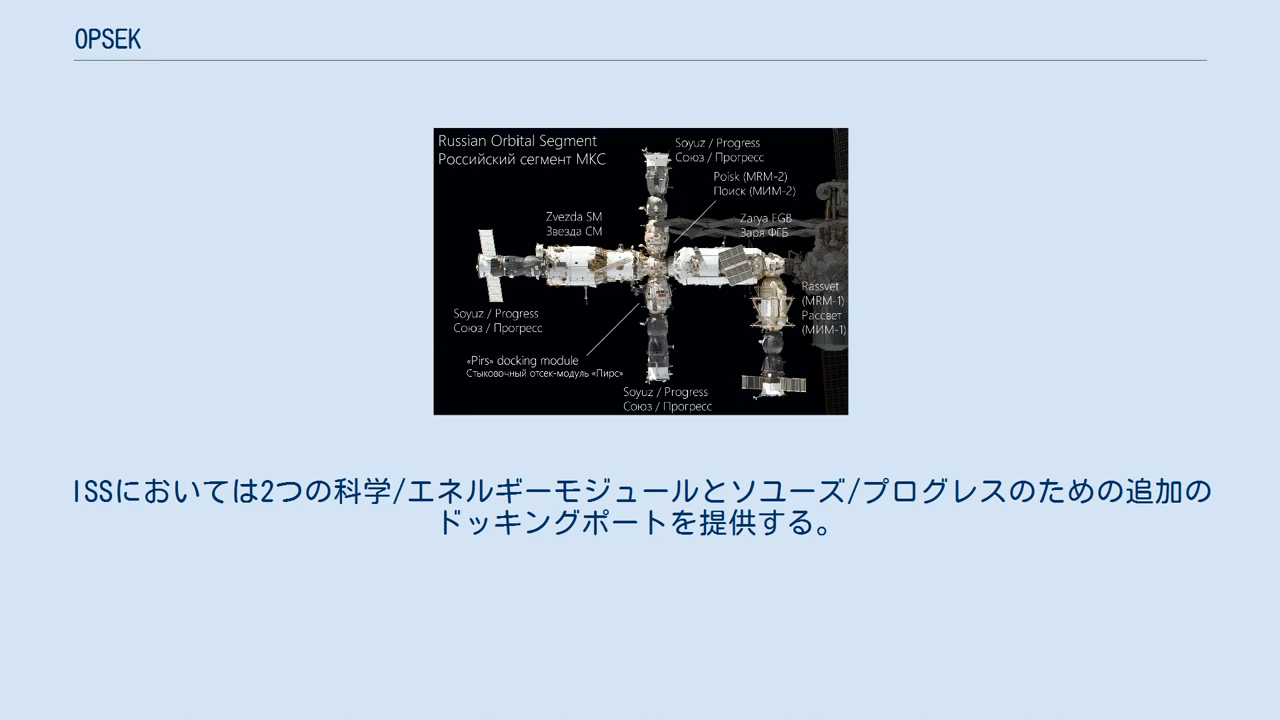 OPSEK
Russian Orbital Segment
Российский сегмент МКС
Soyuz / Progress
Союз / Прогресс
Poisk (MRM-2)
Поиск (МИМ-2)
Zvezda SM
Звезда СМ
Zarya FGB
Заря ФГБ
Rassvet
(MRM-1)
Рассвет
(МИМ-1)
Soyuz / Progress
Союз / Прогресс
«Pirs» docking module
Стыковочный отсек-модуль «Пирс»
Soyuz / Progress
Союз / Прогресс
ISSにおいては2つの科学/エネルギーモジュールとソユーズ/プログレスのための追加の
ドッキングポートを提供する。